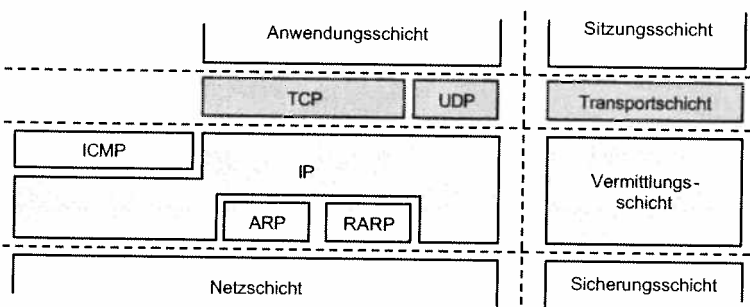 Anwendungsschicht
Sitzungsschicht
TCP
UDP
Transportschicht
ICMP
IP
Vermittlungs-
schicht
ARP
RARP
Netzschicht
Sicherungsschicht